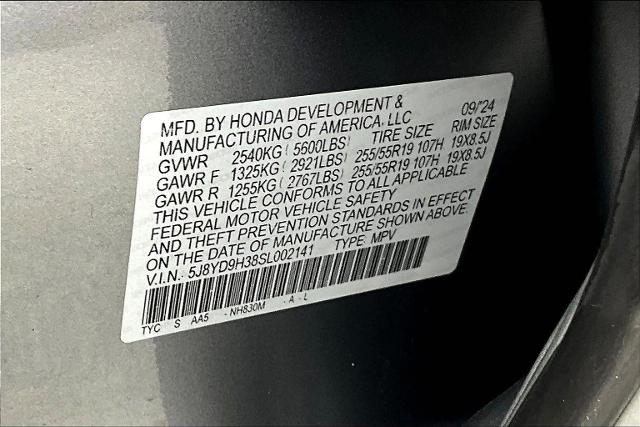 MFD. BY HONDA DEVELOPMENT & 09/'24
MANUFACTURING OF AMERICA, LLC
GVWR 2540KG (5600LBS) TIRE SIZE RIM SIZE
GAWR F 1325KG (2921LBS) 255/55R19 107H 19X8.5J
GAWR R 1255KG (2767LBS) 255/55R19 107H 19X8.5J
THIS VEHICLE CONFORMS TO ALL APPLICABLE
FEDERAL MOTOR VEHICLE SAFETY
AND THEFT PREVENTION STANDARDS IN EFFECT
ON THE DATE OF MANUFACTURE SHOWN ABOVE.
V.I.N.: 5J8YD9H38SL002141 TYPE: MPV
TYC S AA5 - NH830M - A - L